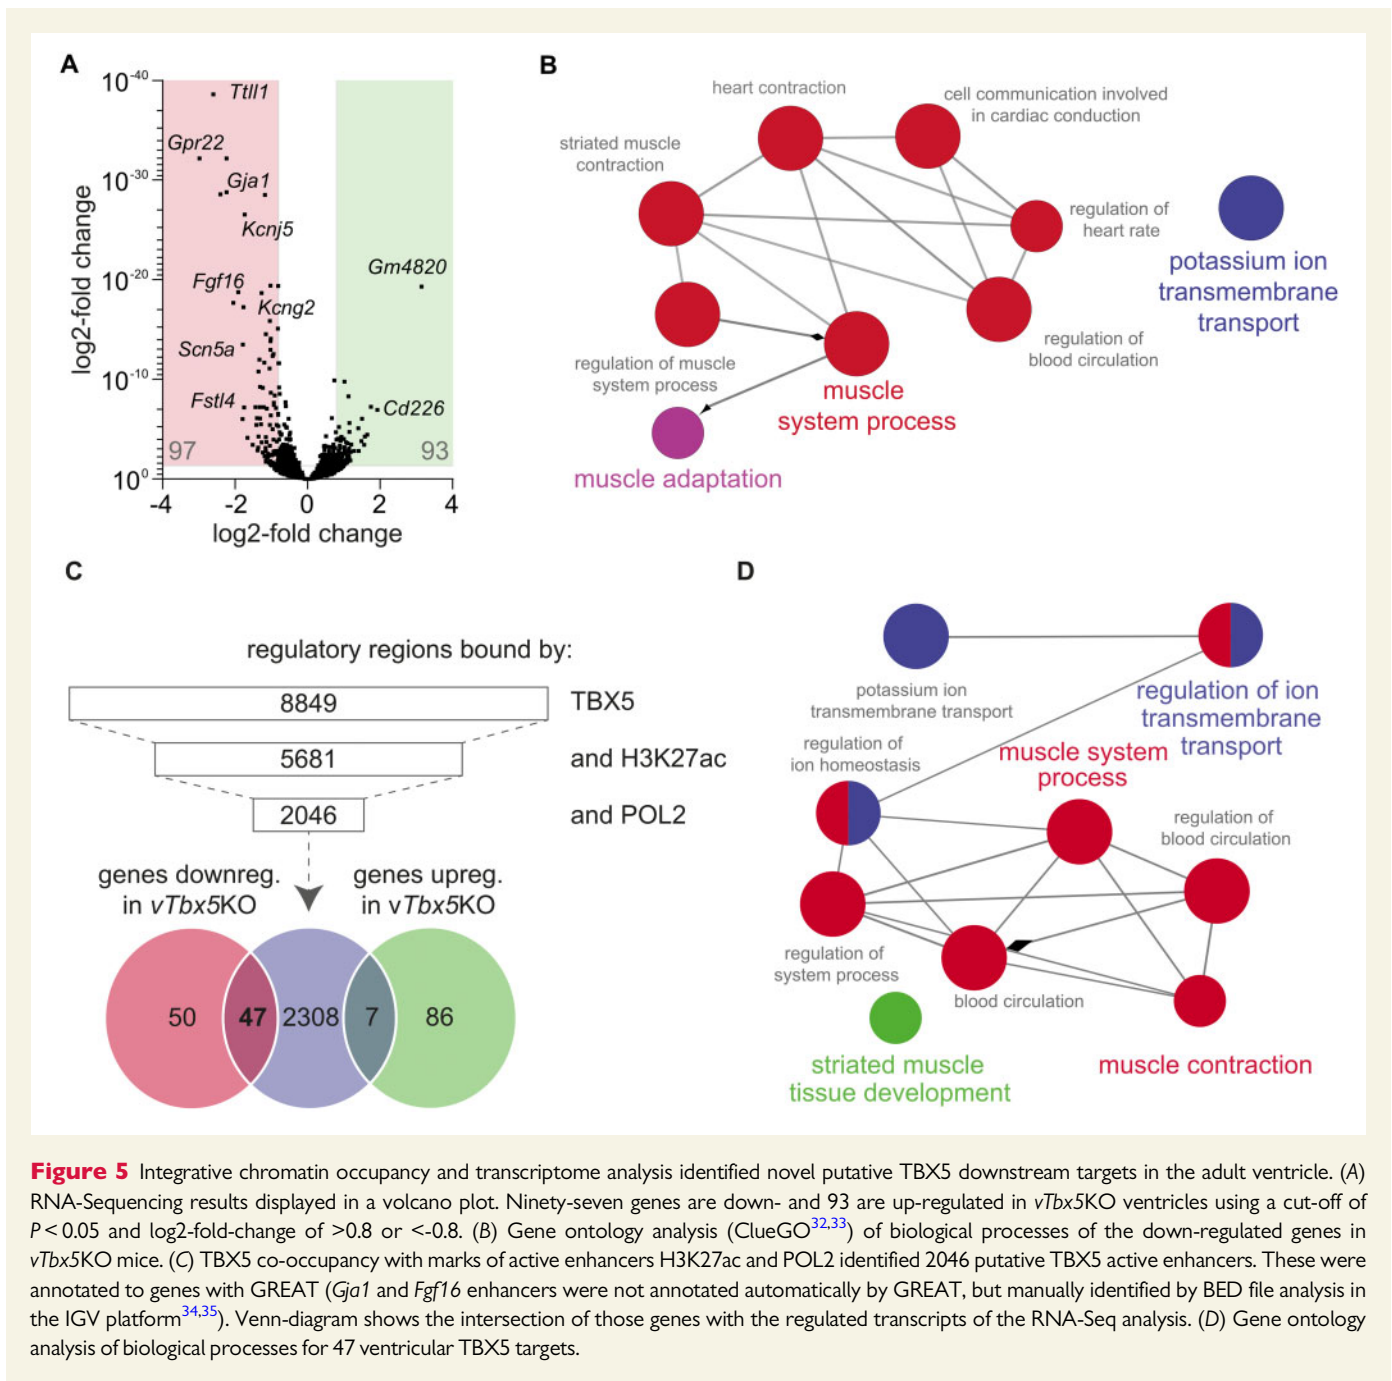 A
10-40
10-30
10-20
10-10
100
log2-fold change
Ttll1
Gpr22
Gja1
Kcnj5
Fgf16
Kcng2
Scn5a
Fstl4
Gm4820
Cd226
97
93
-4 -2 0 2 4
log2-fold change
B
heart contraction
cell communication involved
in cardiac conduction
striated muscle
contraction
regulation of
heart rate
potassium ion
transmembrane
transport
regulation of
blood circulation
regulation of muscle
system process
muscle
system process
muscle adaptation
C
regulatory regions bound by:
8849 TBX5
5681 and H3K27ac
2046 and POL2
genes downreg.
in vTbx5KO
genes upreg.
in vTbx5KO
50 47 2308 7 86
D
potassium ion
transmembrane transport
regulation of ion
transmembrane
transport
regulation of
ion homeostasis
muscle system
process
regulation of
blood circulation
regulation of
system process
blood circulation
striated muscle
tissue development
muscle contraction
Figure 5 Integrative chromatin occupancy and transcriptome analysis identified novel putative TBX5 downstream targets in the adult ventricle. (A)
RNA-Sequencing results displayed in a volcano plot. Ninety-seven genes are down- and 93 are up-regulated in vTbx5KO ventricles using a cut-off of
P < 0.05 and log2-fold-change of >0.8 or <-0.8. (B) Gene ontology analysis (ClueGO32,33) of biological processes of the down-regulated genes in
vTbx5KO mice. (C) TBX5 co-occupancy with marks of active enhancers H3K27ac and POL2 identified 2046 putative TBX5 active enhancers. These were
annotated to genes with GREAT (Gja1 and Fgf16 enhancers were not annotated automatically by GREAT, but manually identified by BED file analysis in
the IGV platform34,35). Venn-diagram shows the intersection of those genes with the regulated transcripts of the RNA-Seq analysis. (D) Gene ontology
analysis of biological processes for 47 ventricular TBX5 targets.